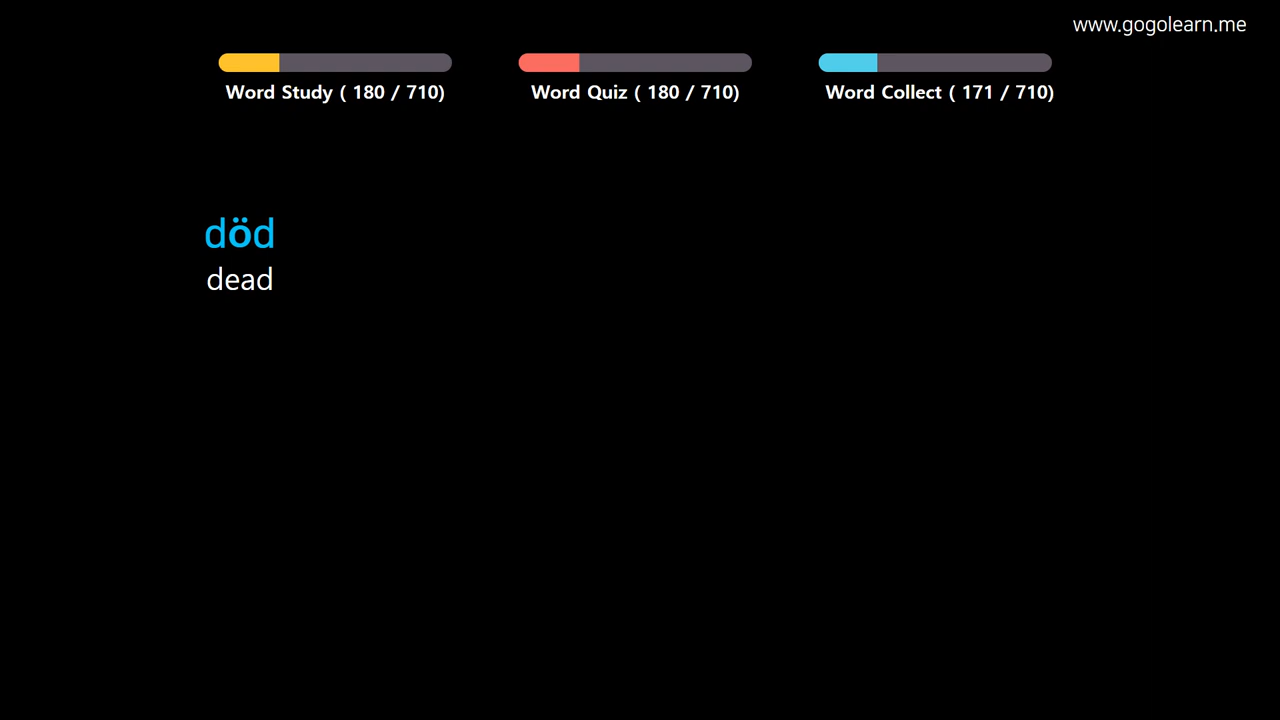 www.gogolearn.me
Word Study ( 180 / 710)
Word Quiz ( 180 / 710)
Word Collect ( 171 / 710)
död
dead